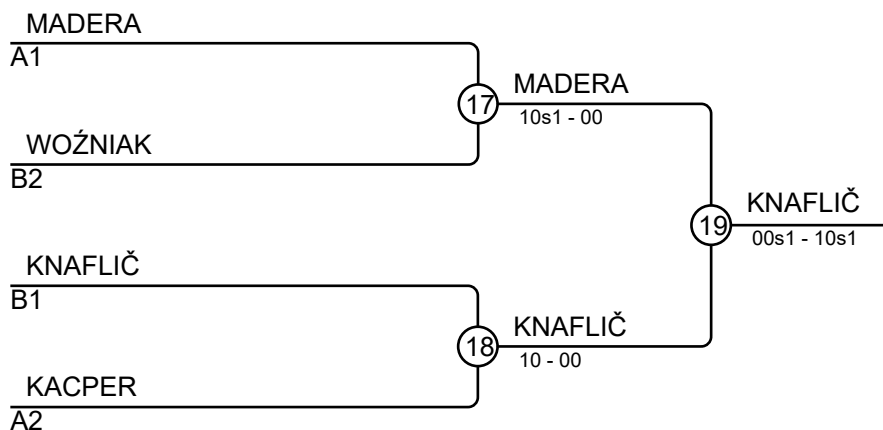 MADERA
A1
17
MADERA
10s1 - 00
WOŹNIAK
B2
19
KNAFLIČ
00s1 - 10s1
KNAFLIČ
B1
18
KNAFLIČ
10 - 00
KACPER
A2